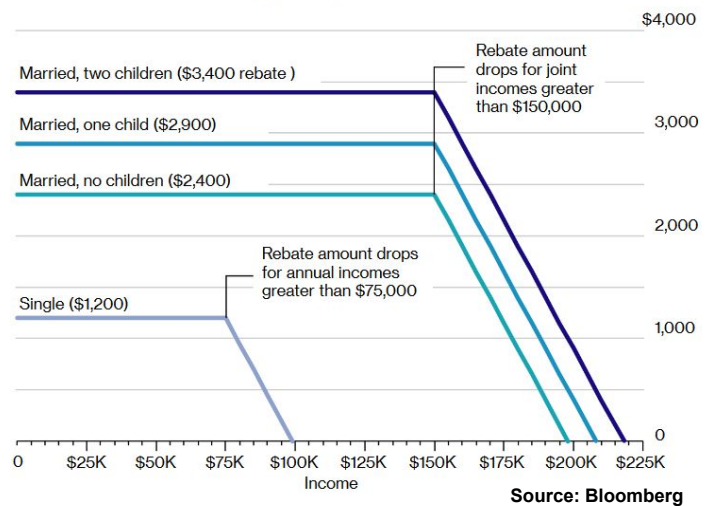 $4,000
Rebate amount
drops for joint
incomes greater
than $150,000
Married, two children ($3,400 rebate )
3,000
Married, one child ($2,900)
Married, no children ($2,400)
2,000
Rebate amount drops
for annual incomes
greater than $75,000
Single ($1,200)
1,000
0
0 $25K $50K $75K $100K $125K $150K $175K $200K $225K
Income
Source: Bloomberg